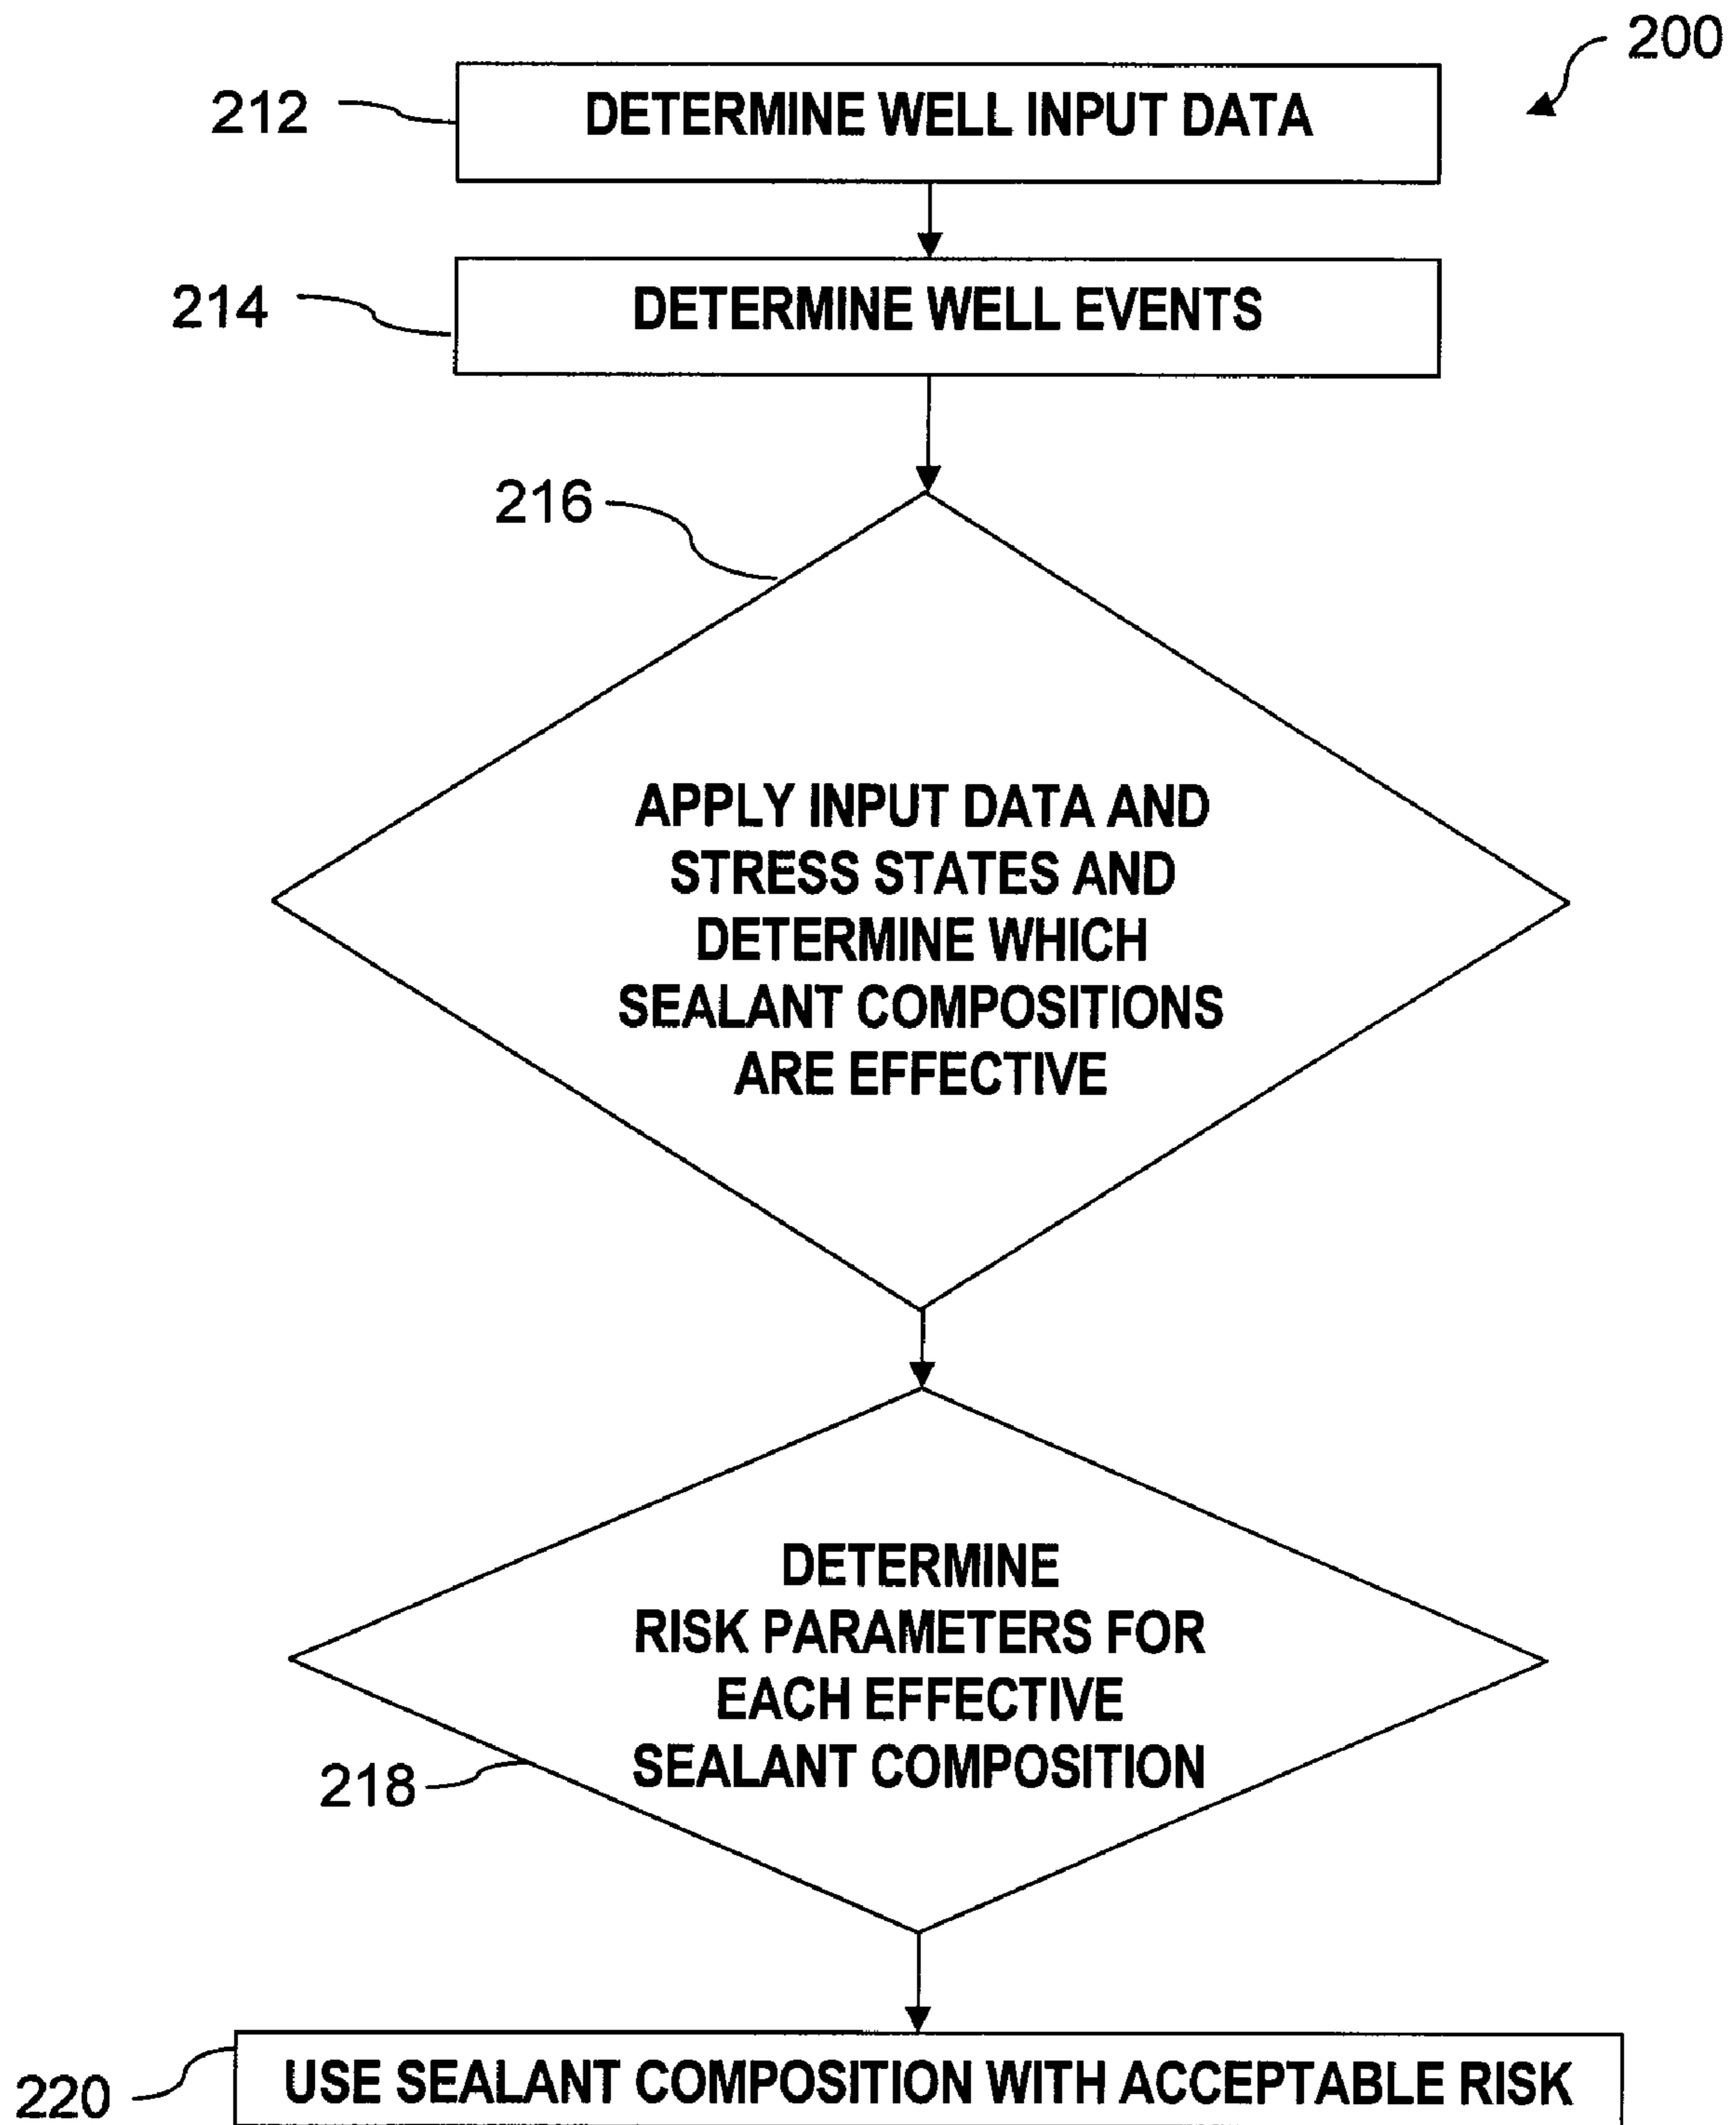 200
212
DETERMINE WELL INPUT DATA
214
DETERMINE WELL EVENTS
216
APPLY INPUT DATA AND
STRESS STATES AND
DETERMINE WHICH
SEALANT COMPOSITIONS
ARE EFFECTIVE
DETERMINE
RISK PARAMETERS FOR
EACH EFFECTIVE
SEALANT COMPOSITION
218
220
USE SEALANT COMPOSITION WITH ACCEPTABLE RISK